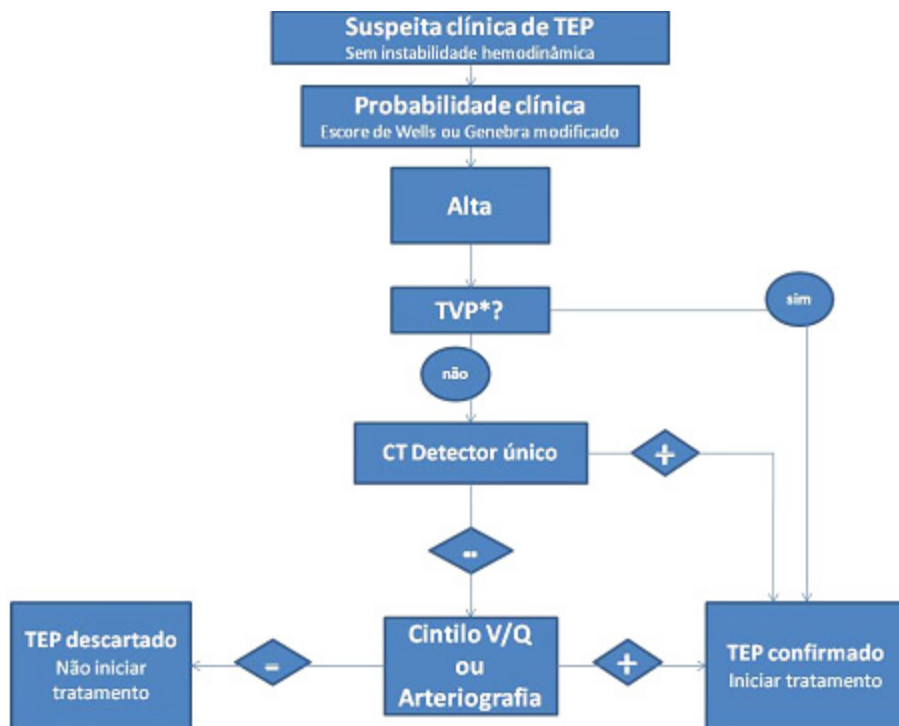 Suspeita clínica de TEP
Sem instabilidade hemodinâmica
Probabilidade clínica
Escore de Wells ou Genebra modificado
Alta
TVP*?
sim
não
CT Detector único
+
--
TEP descartado
Não iniciar
tratamento
-
Cintilo V/Q
ou
Arteriografia
+
TEP confirmado
Iniciar tratamento